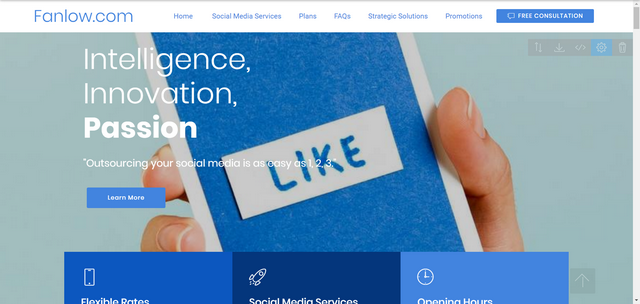 Fanlow.com
Home
Social Media Services
Plans
FAQs
Strategic Solutions
Promotions
FREE CONSULTATION
Intelligence,
Innovation,
Passion
"Outsourcing your social media is as easy as 1, 2, 3."
LIKE
Learn More
Flexible Rates
Social Media Services
Opening Hours